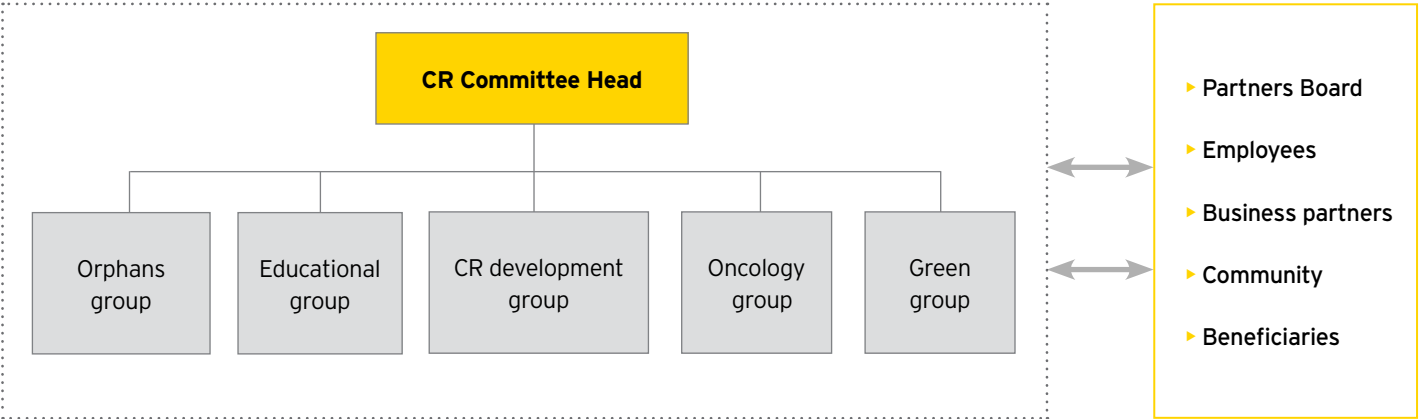 CR Committee Head
Orphans
group
Educational
group
CR development
group
Oncology
group
Green
group
Partners Board
Employees
Business partners
Community
Beneficiaries